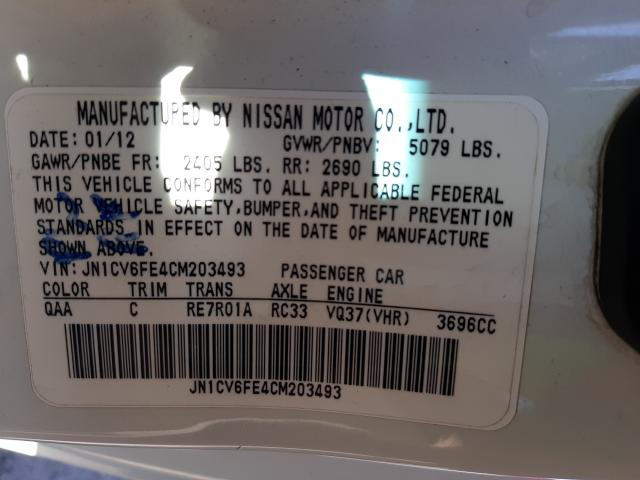 MANUFACTURED BY NISSAN MOTOR CO.,LTD.
DATE: 01/12 GVWR/PNBV: 5079 LBS.
GAWR/PNBE FR: 2405 LBS. RR: 2690 LBS.
THIS VEHICLE CONFORMS TO ALL APPLICABLE FEDERAL
MOTOR VEHICLE SAFETY,BUMPER,AND THEFT PREVENTION
STANDARDS IN EFFECT ON THE DATE OF MANUFACTURE
SHOWN ABOVE.
VIN: JN1CV6FE4CM203493 PASSENGER CAR
COLOR TRIM TRANS AXLE ENGINE
QAA C RE7R01A RC33 VQ37(VHR) 3696CC
JN1CV6FE4CM203493